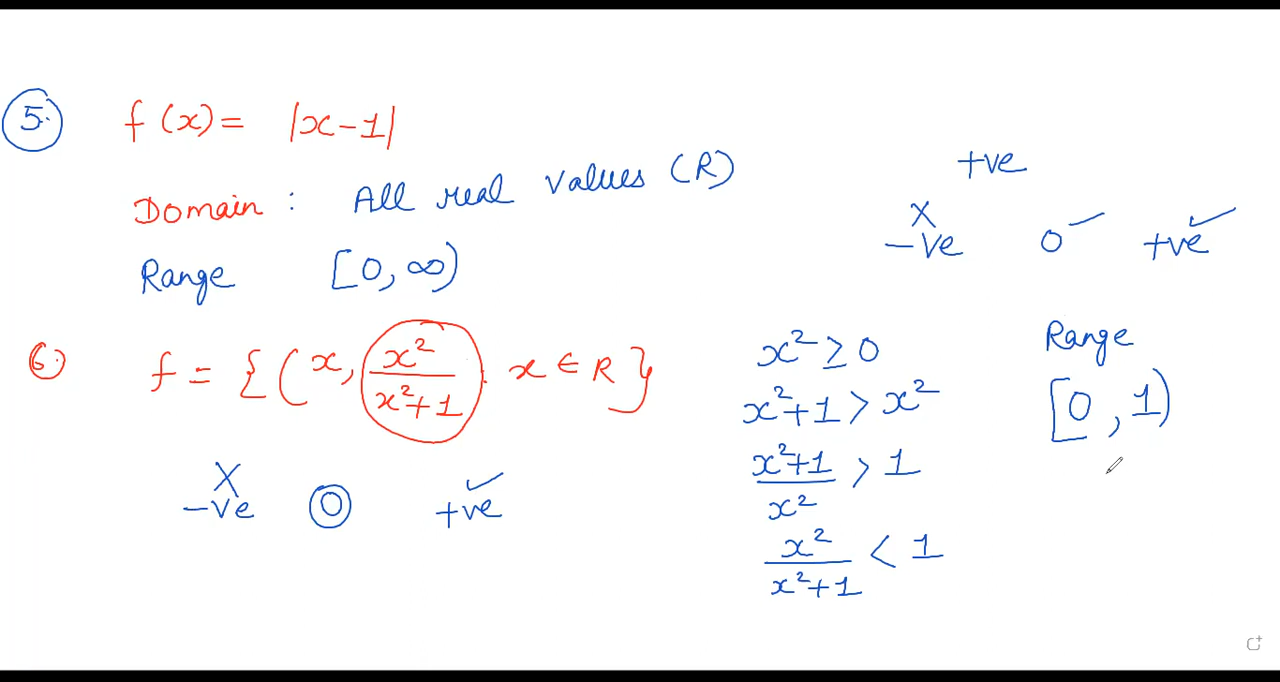 5.
f(x) = |x-1|
Domain : All real values (R)
Range [0, ∞)
+ve
X
-ve 0 ✓ +ve ✓
6.
f = {(x, x²/(x²+1) : x ∈ R}
X ✓
-ve 0 +ve
x² ≥ 0
x²+1 > x²
(x²+1)/x² > 1
x²/(x²+1) < 1
Range
[0, 1)